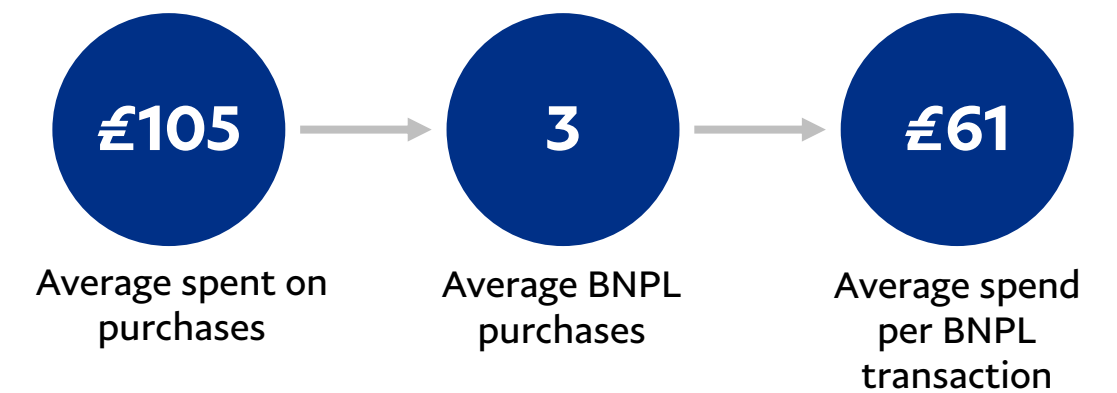 £105
3
£61
Average spent on
purchases
Average BNPL
purchases
Average spend
per BNPL
transaction